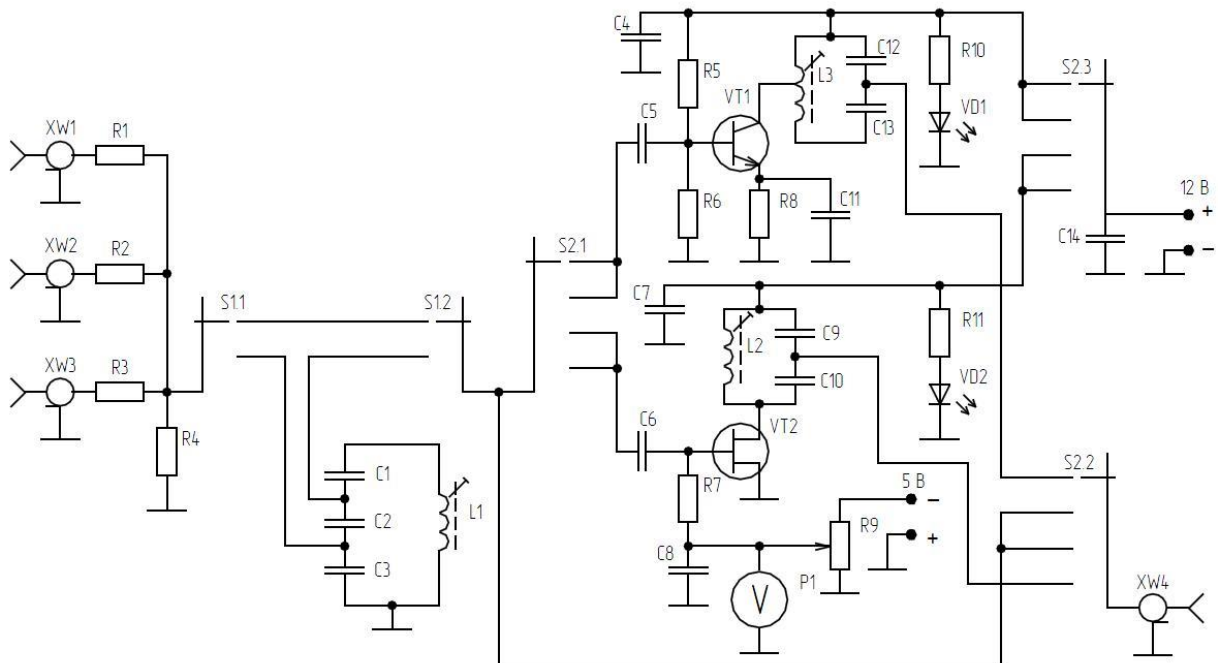 C4
R5
C5
VT1
L3
C12
C13
R10
VD1
S2.3
XW1
R1
R6
R8
C11
12 В
+
–
C14
XW2
R2
S2.1
S1.1
S1.2
C7
L2
C9
C10
R11
VD2
XW3
R3
R4
C6
VT2
S2.2
C1
C2
C3
L1
R7
5 В
–
+
R9
C8
P1
V
XW4